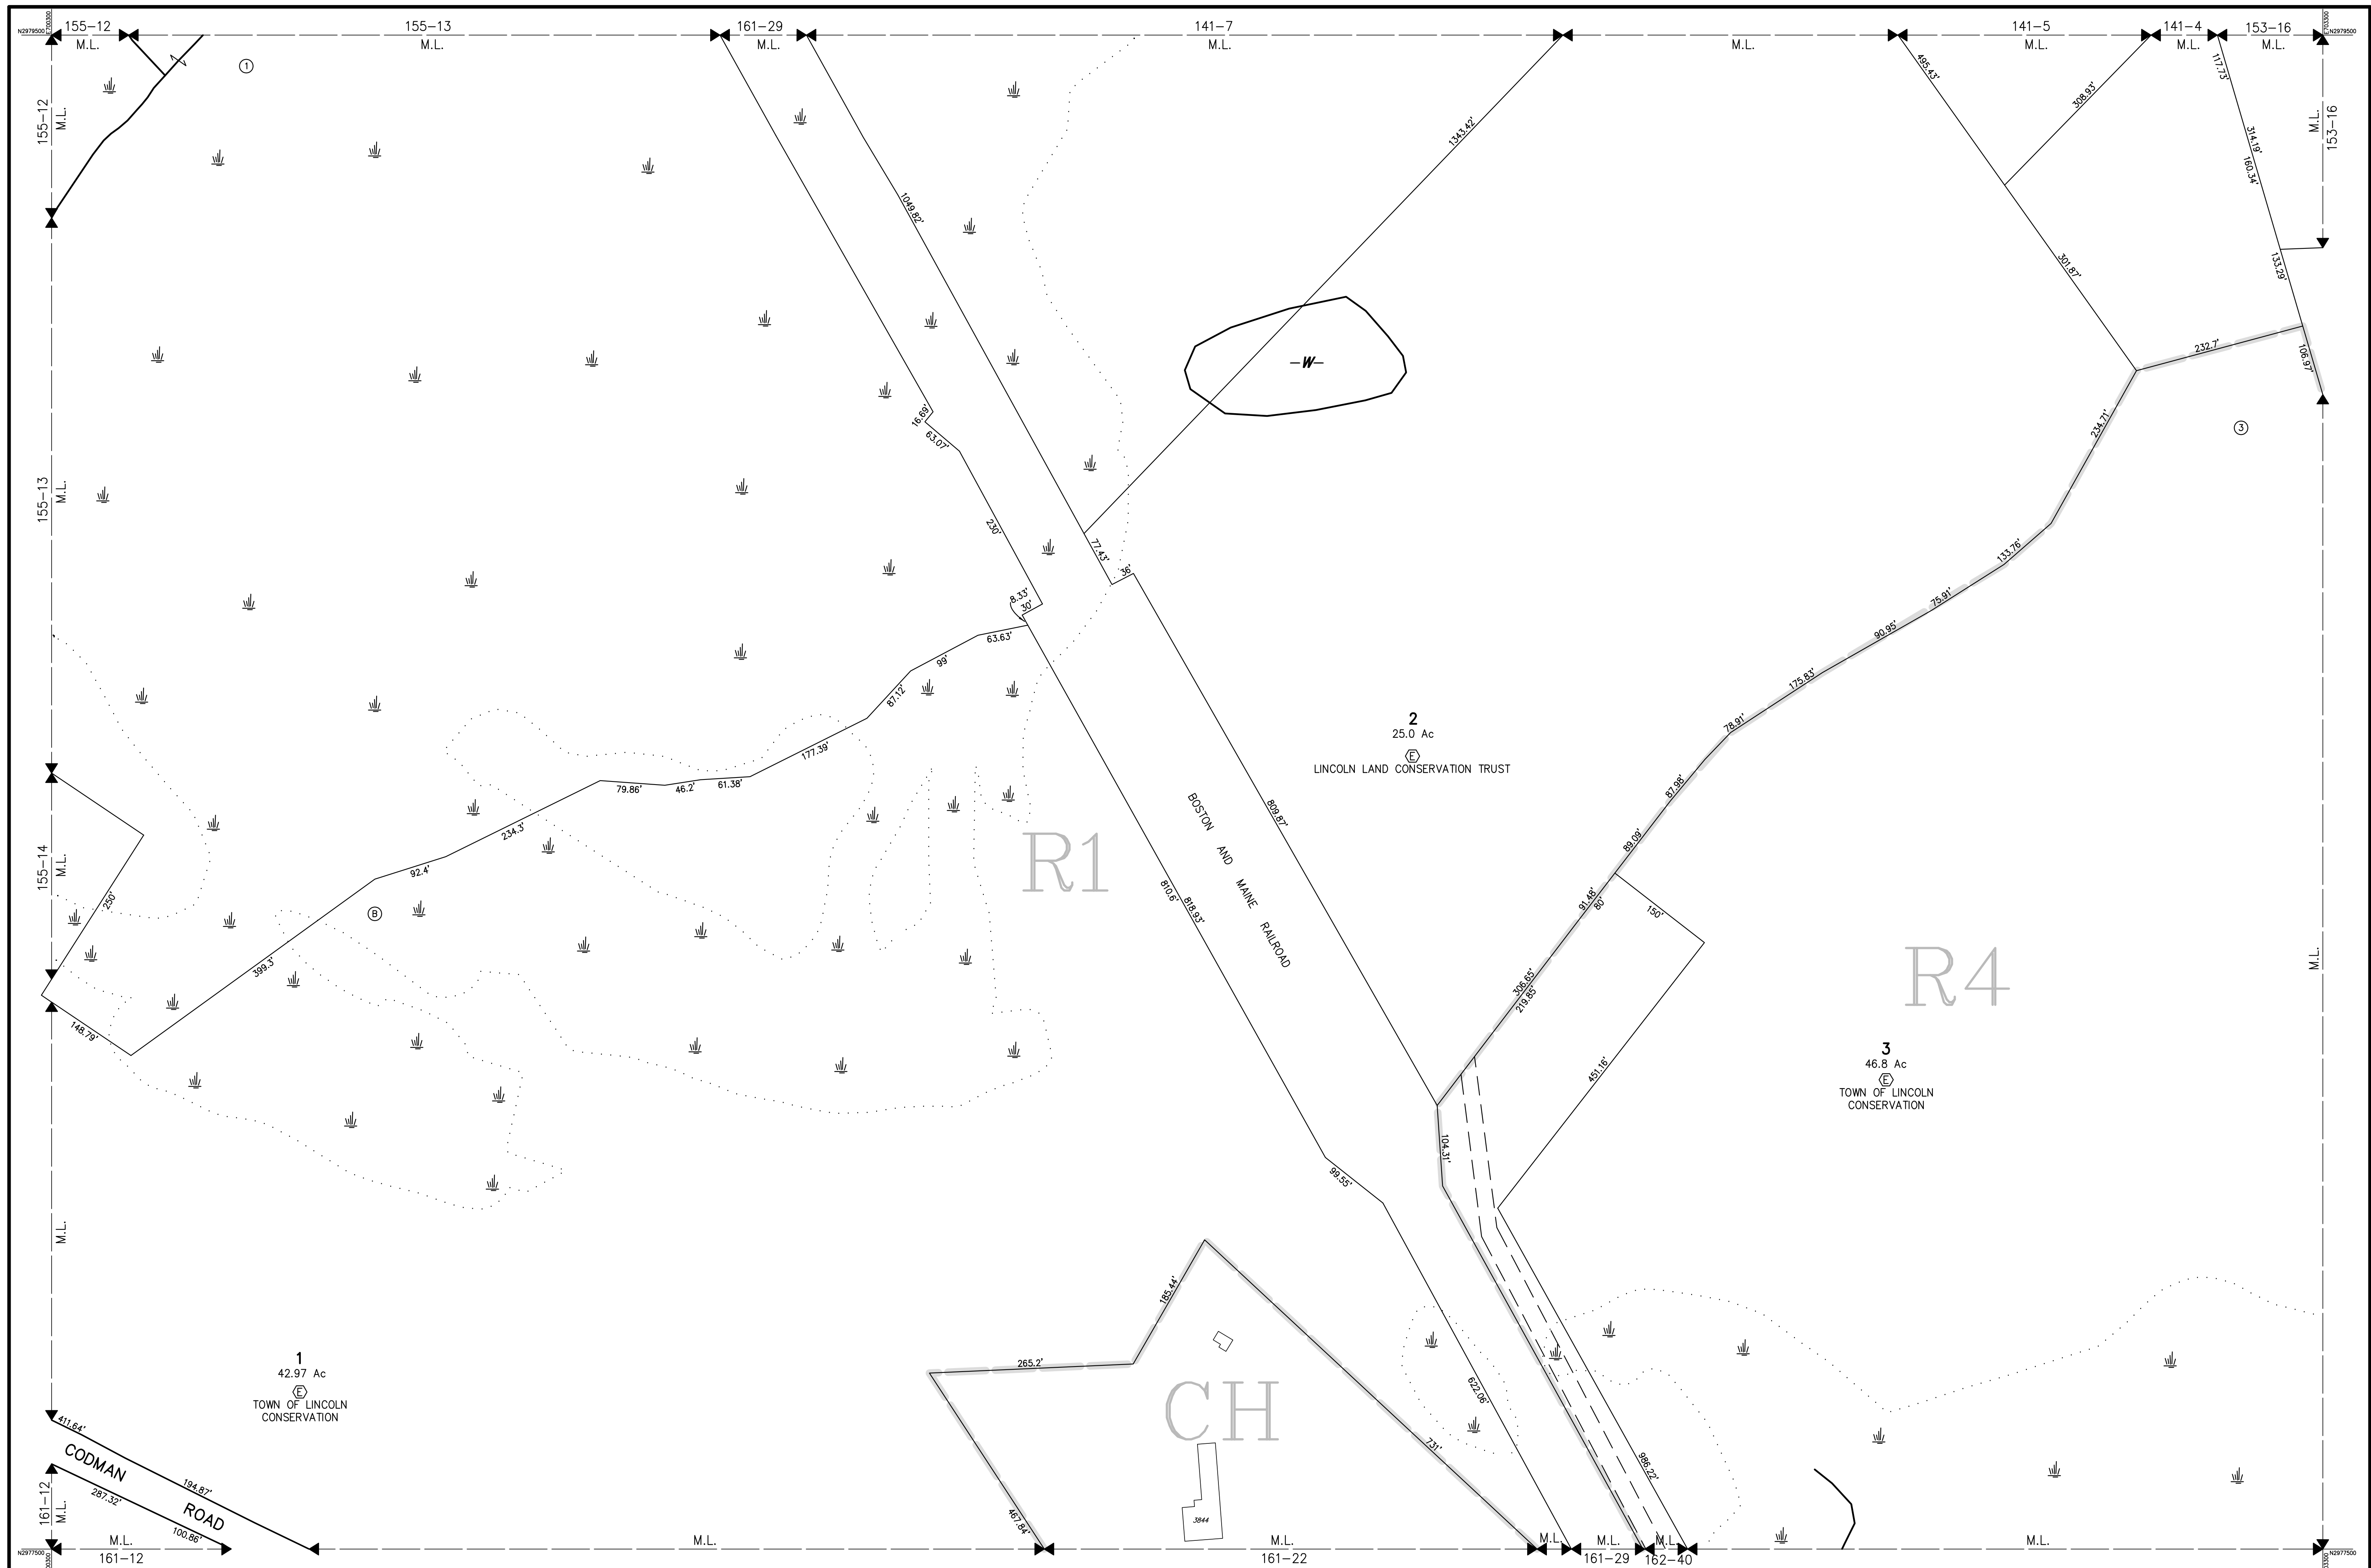 155-12
155-13
161-29
141-7
141-5
141-4
153-16
N2979500
E700300
M.L.
M.L.
M.L.
M.L.
M.L.
M.L.
M.L.
M.L.
N2979500
1
155-12
M.L.
495.43'
308.93'
117.73'
M.L.
153-16
1343.42'
314.19'
160.34'
1049.82'
301.87'
133.29'
-W-
232.7'
106.97'
16.69'
63.07'
234.71'
3
155-13
M.L.
230'
77.43'
36'
133.76'
8.33'
30'
75.91'
63.63'
90.95'
99'
87.12'
175.83'
2
25.0 Ac
78.91'
177.39'
E
LINCOLN LAND CONSERVATION TRUST
79.86'
46.2'
61.38'
87.98'
BOSTON AND MAINE RAILROAD
809.87'
234.3'
89.09'
155-14
M.L.
R1
92.4'
250'
B
810.6'
818.93'
91.48'
80'
150'
399.3'
R4
M.L.
306.65'
219.85'
148.79'
3
46.8 Ac
E
TOWN OF LINCOLN
CONSERVATION
451.16'
104.31'
99.55'
M.L.
185.44'
1
42.97 Ac
E
TOWN OF LINCOLN
CONSERVATION
265.2'
622.06'
CH
411.64'
CODMAN ROAD
194.87'
287.32'
100.86'
731'
986.22'
161-12
M.L.
467.84'
3844
N2977500
M.L.
M.L.
M.L.
M.L.
M.L.
M.L.
M.L.
N2977500
161-12
161-22
161-29
162-40